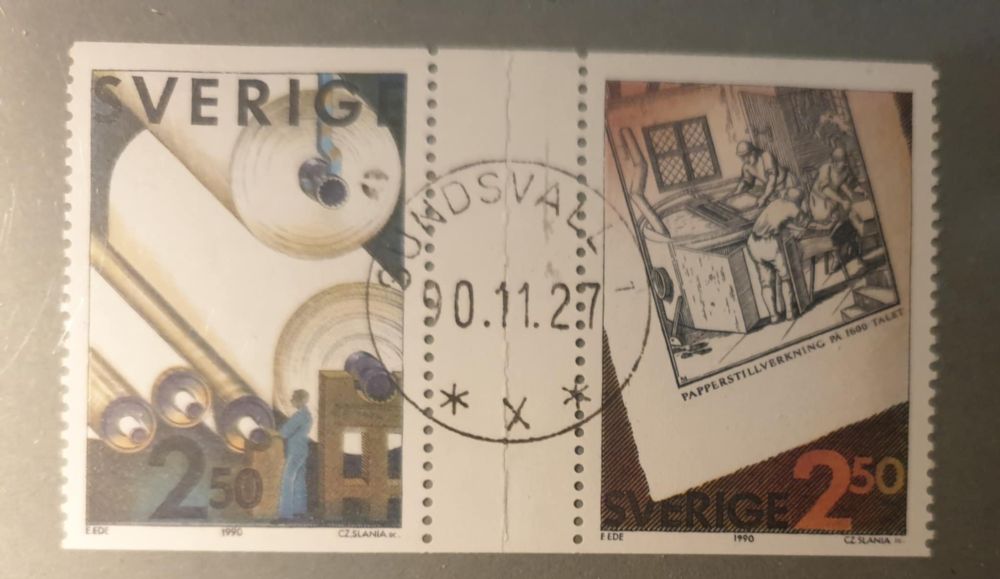 SVERIGE
2 50
E.EDE 1990 CZ.SLANIA sc.
SUNDSVALL 1
90.11.27
* x *
PAPPERSTILLVERKNING PÅ 1600 TALET
SVERIGE 2 50
E EDE 1990 CZ.SLANIA sc.